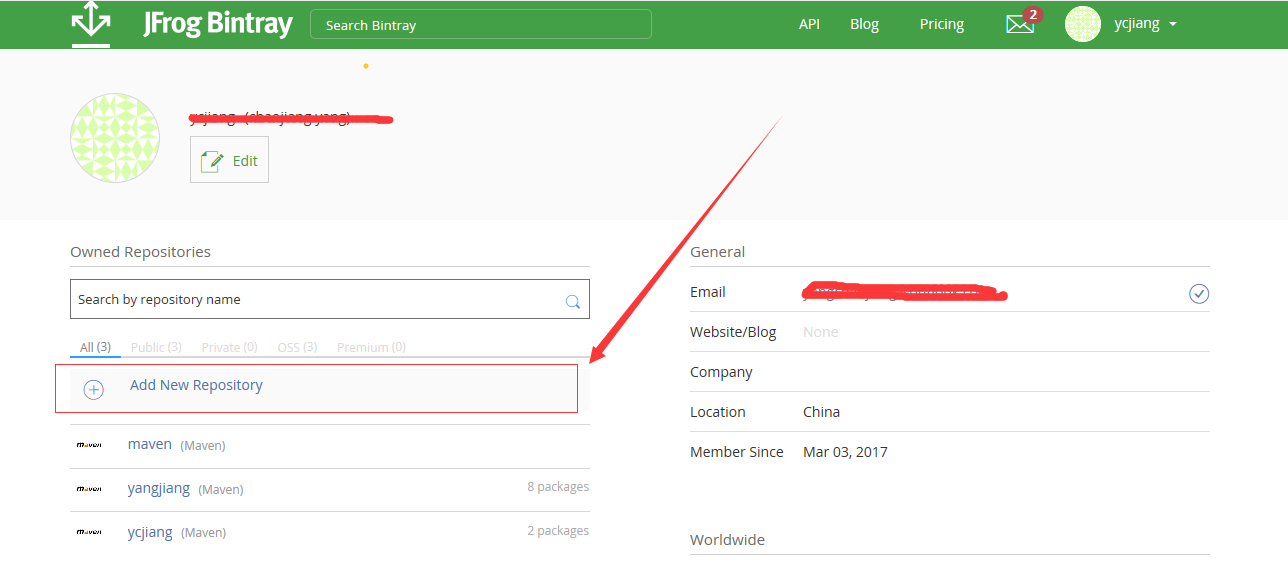 JFrog Bintray
Search Bintray
API
Blog
Pricing
2
ycjiang
Edit
Owned Repositories
Search by repository name
All (3)
Public (3)
Private (0)
OSS (3)
Premium (0)
Add New Repository
maven
maven (Maven)
maven
yangjiang (Maven)
8 packages
maven
ycjiang (Maven)
2 packages
General
Email
Website/Blog
None
Company
Location
China
Member Since
Mar 03, 2017
Worldwide